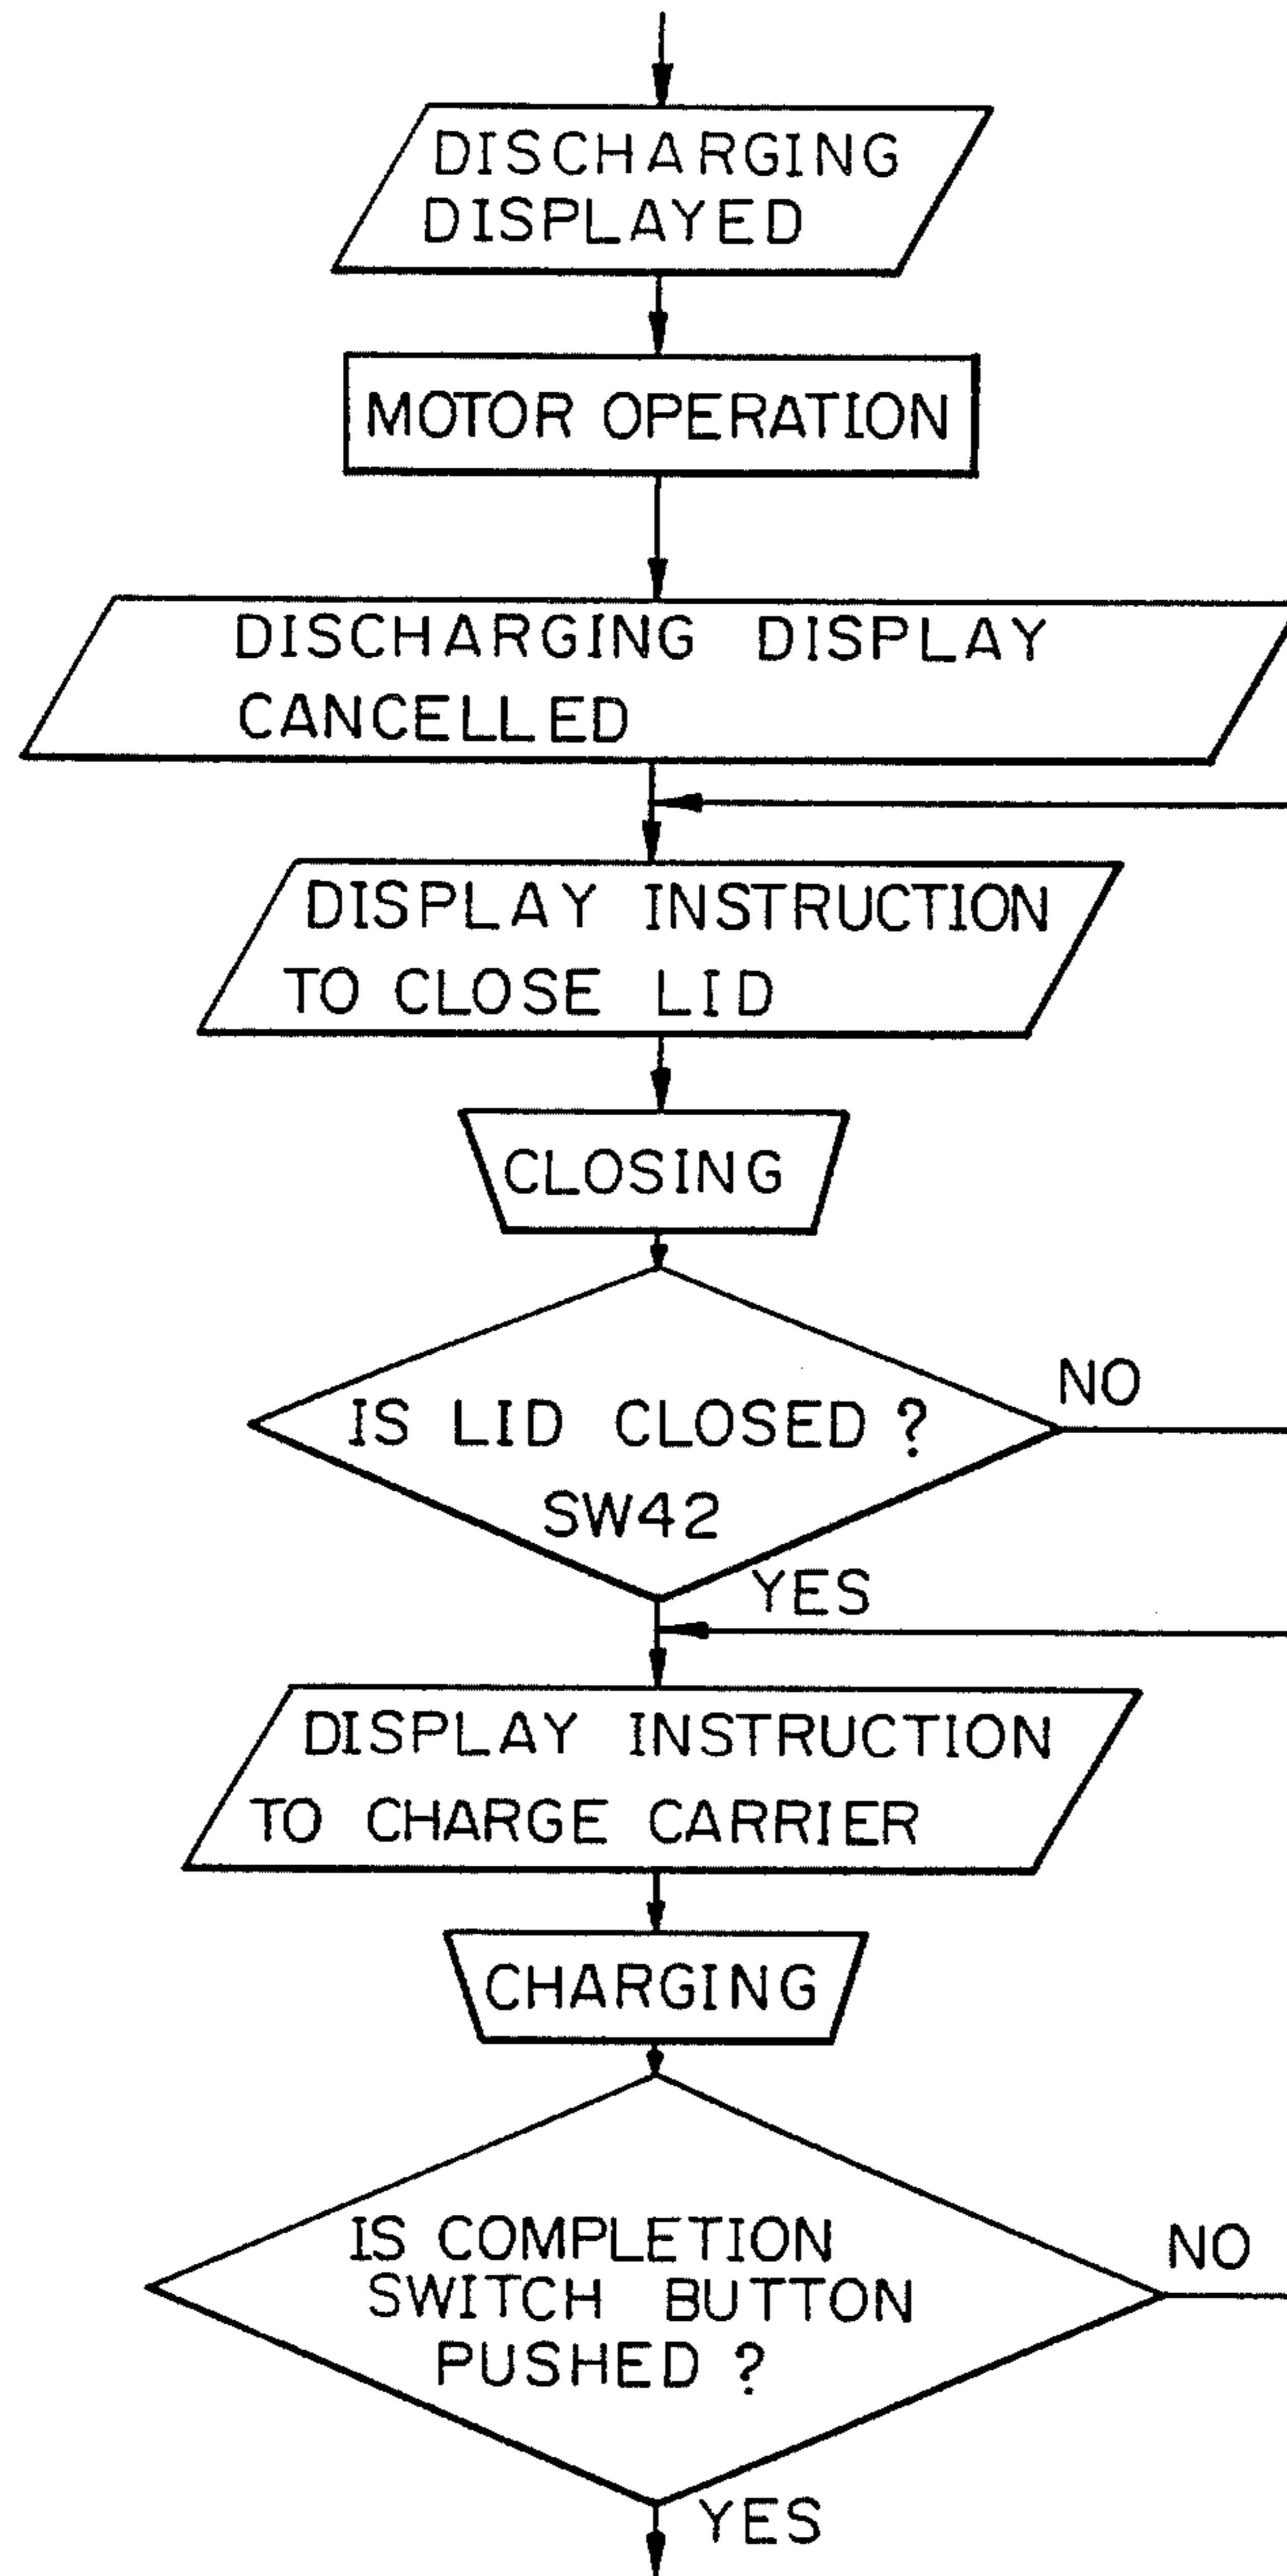 DISCHARGING
DISPLAYED
MOTOR OPERATION
DISCHARGING DISPLAY
CANCELLED
DISPLAY INSTRUCTION
TO CLOSE LID
CLOSING
IS LID CLOSED ?
SW42
NO
YES
DISPLAY INSTRUCTION
TO CHARGE CARRIER
CHARGING
IS COMPLETION
SWITCH BUTTON
PUSHED ?
NO
YES